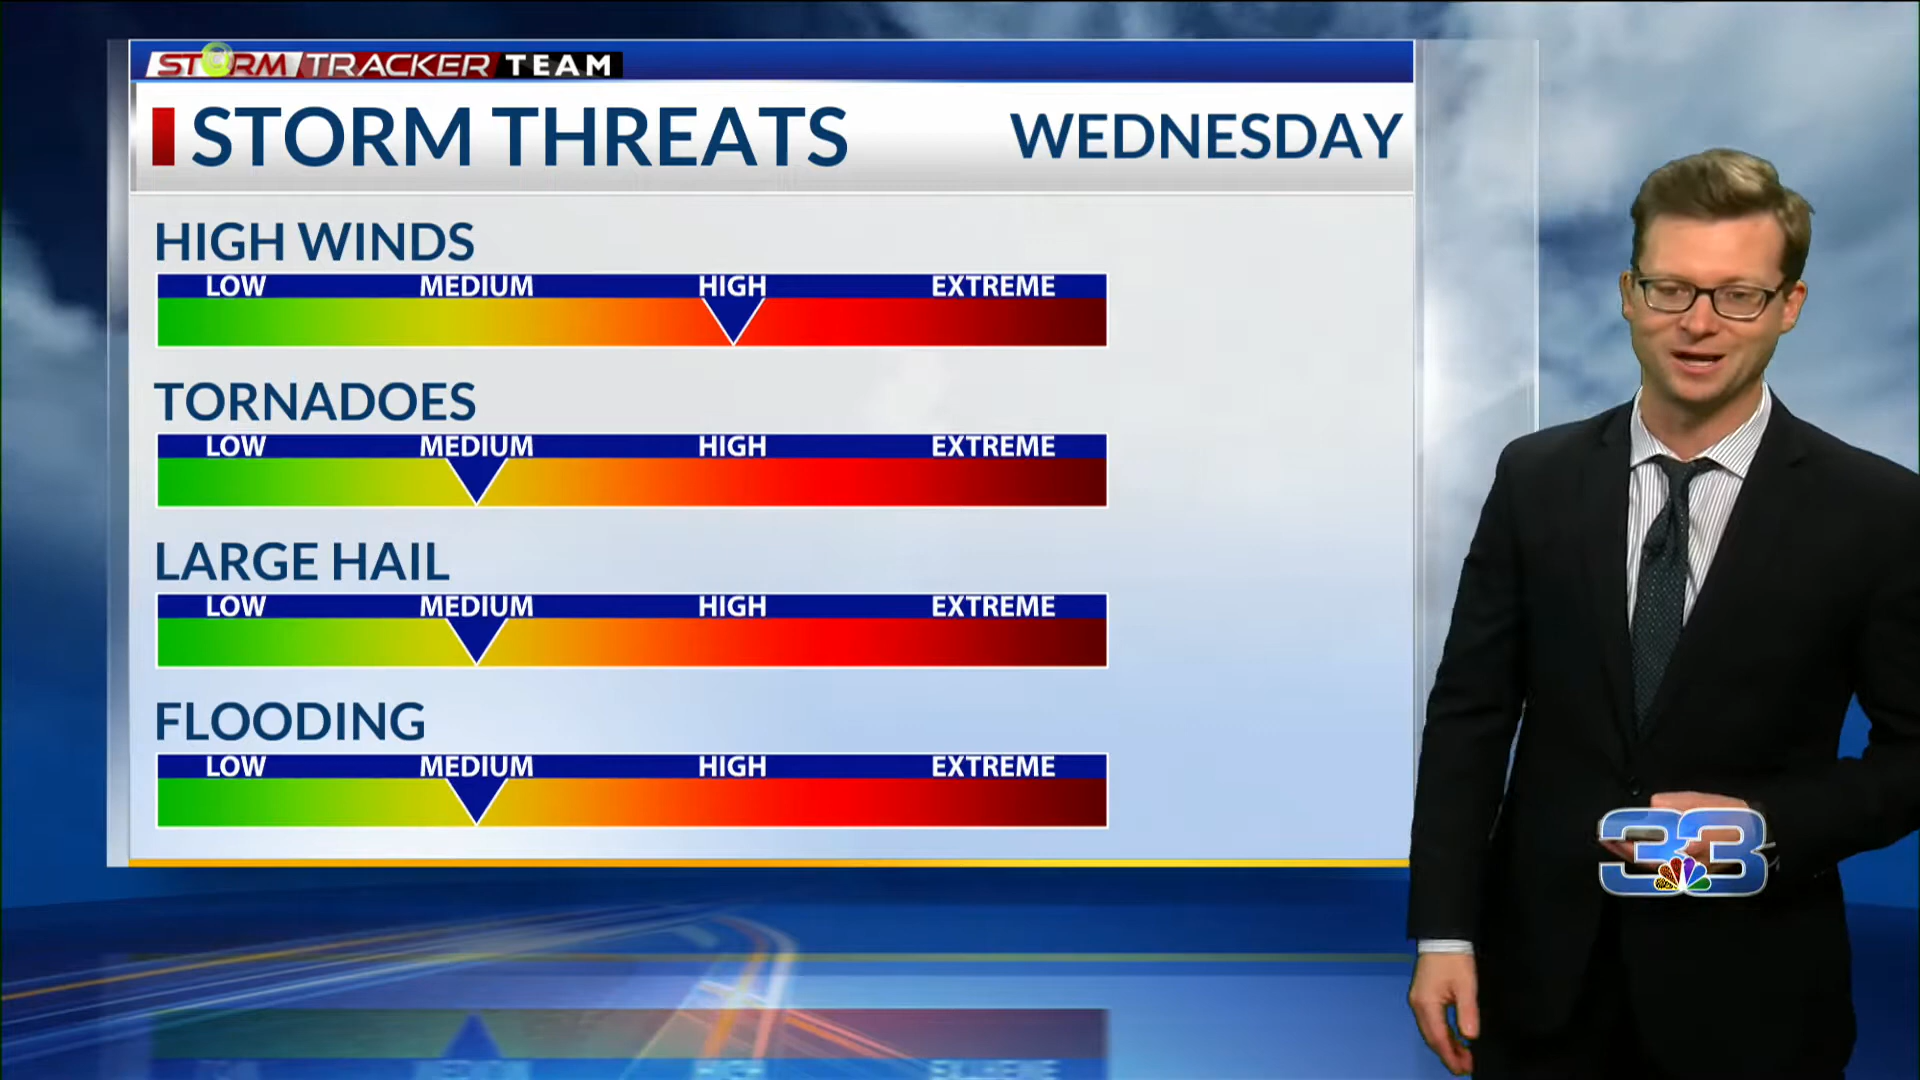 STORM TRACKER TEAM
STORM THREATS WEDNESDAY
HIGH WINDS
LOW MEDIUM HIGH EXTREME
TORNADOES
LOW MEDIUM HIGH EXTREME
LARGE HAIL
LOW MEDIUM HIGH EXTREME
FLOODING
LOW MEDIUM HIGH EXTREME
33